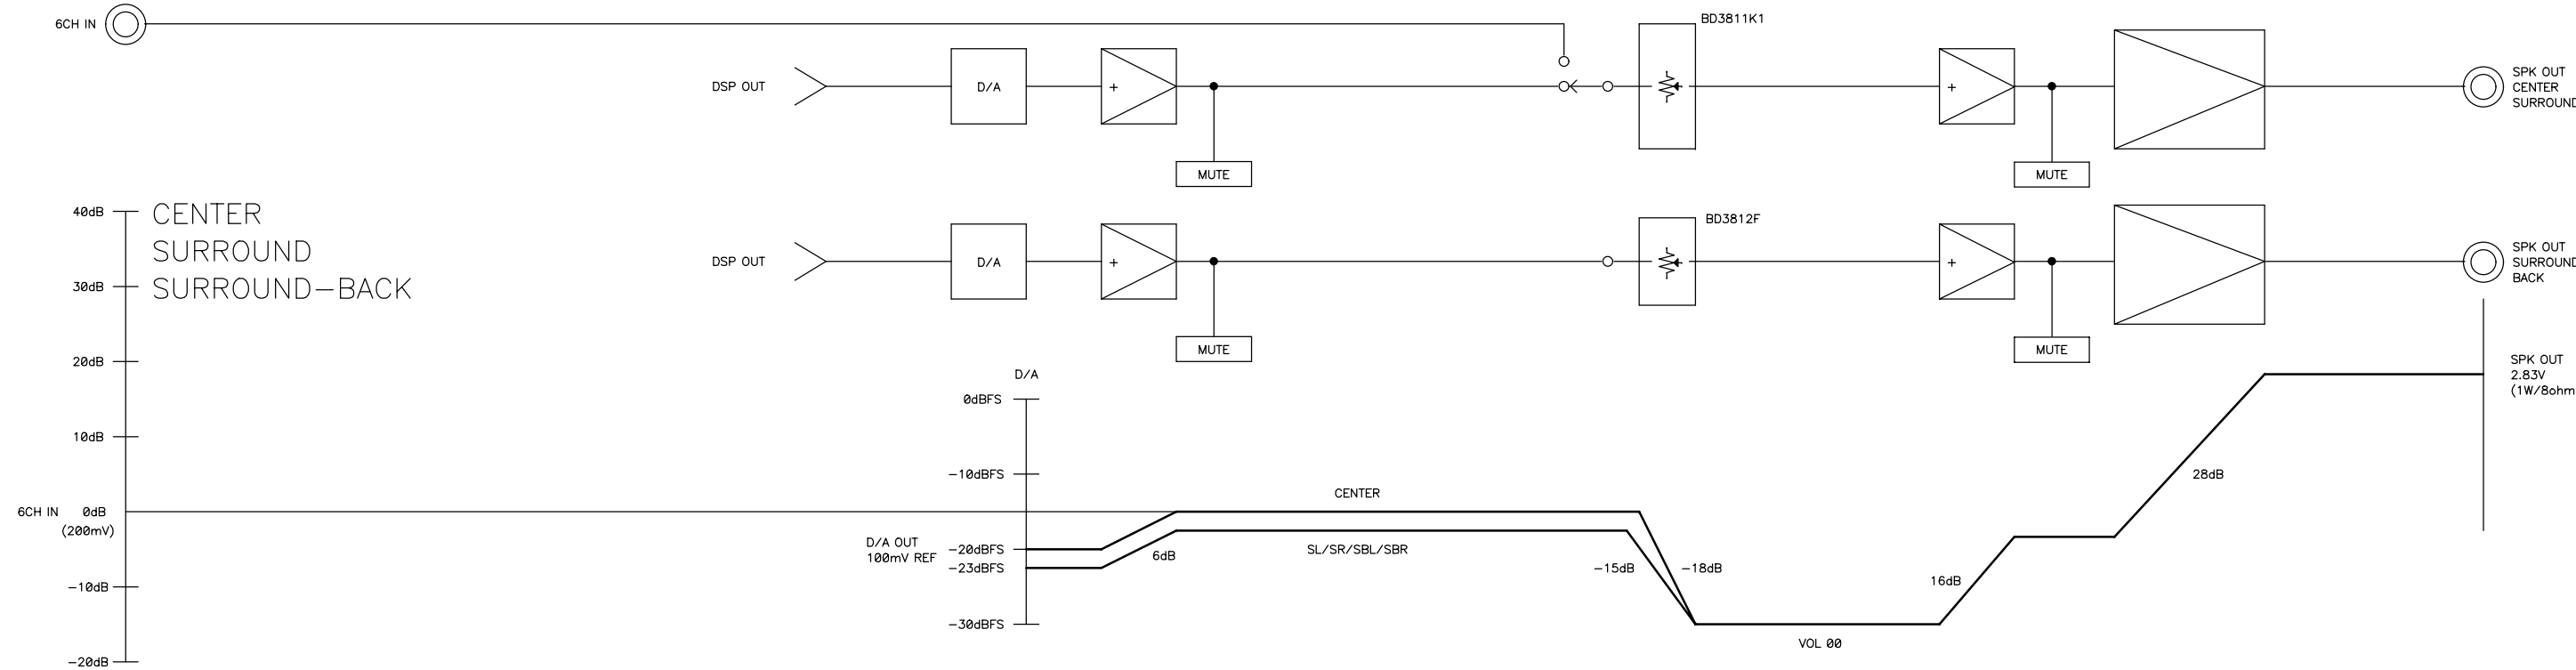 6CH IN
BD3811K1
DSP OUT
D/A
+
+
SPK OUT
CENTER
SURROUND
MUTE
MUTE
40dB
CENTER
SURROUND
SURROUND-BACK
BD3812F
DSP OUT
D/A
+
+
SPK OUT
SURROUND
BACK
30dB
MUTE
MUTE
20dB
D/A
SPK OUT
2.83V
(1W/8ohm
0dBFS
10dB
-10dBFS
28dB
CENTER
6CH IN 0dB
(200mV)
D/A OUT
100mV REF
-20dBFS
-23dBFS
6dB
SL/SR/SBL/SBR
-15dB
-18dB
16dB
-10dB
-30dBFS
VOL 00
-20dB